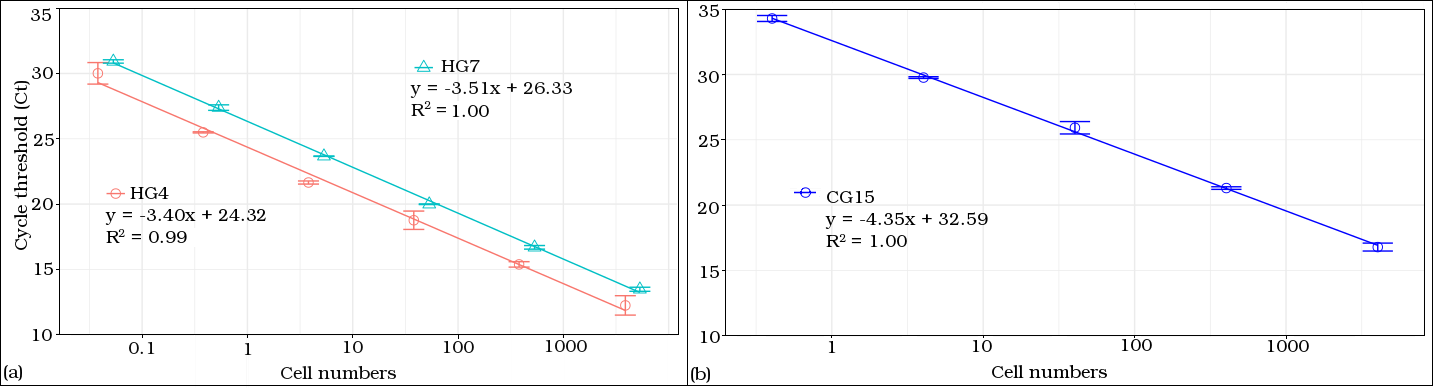 35
30
25
20
15
10
Cycle threshold (Ct)
HG7
y = -3.51x + 26.33
R² = 1.00
HG4
y = -3.40x + 24.32
R² = 0.99
0.1 1 10 100 1000
Cell numbers
(a)
35
30
25
20
15
10
CG15
y = -4.35x + 32.59
R² = 1.00
1 10 100 1000
Cell numbers
(b)